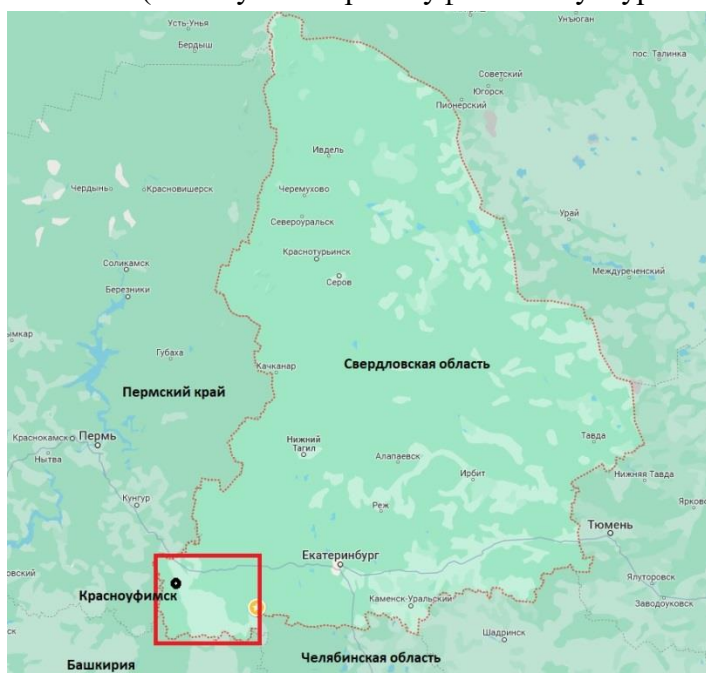 Усть-Унья
Бердыш
Унъюган
пос. Талинка
Советский
Югорск
Пионерский
Ивдель
Чердынь
Красновишерск
Черемухово
Североуральск
Урай
Краснотурьинск
Соликамск
Междуреченский
Серов
Березники
Губаха
Свердловская область
Качканар
Пермский край
Краснокамск
Пермь
Нижний
Тагил
Тавда
Нытва
Алапаевск
Ирбит
Нижняя Тавда
Кунгур
Реж
Ярково
Тюмень
Екатеринбург
Красноуфимск
Каменск-Уральский
Ялуторовск
Заводоуковск
Шадринск
Башкирия
Челябинская область